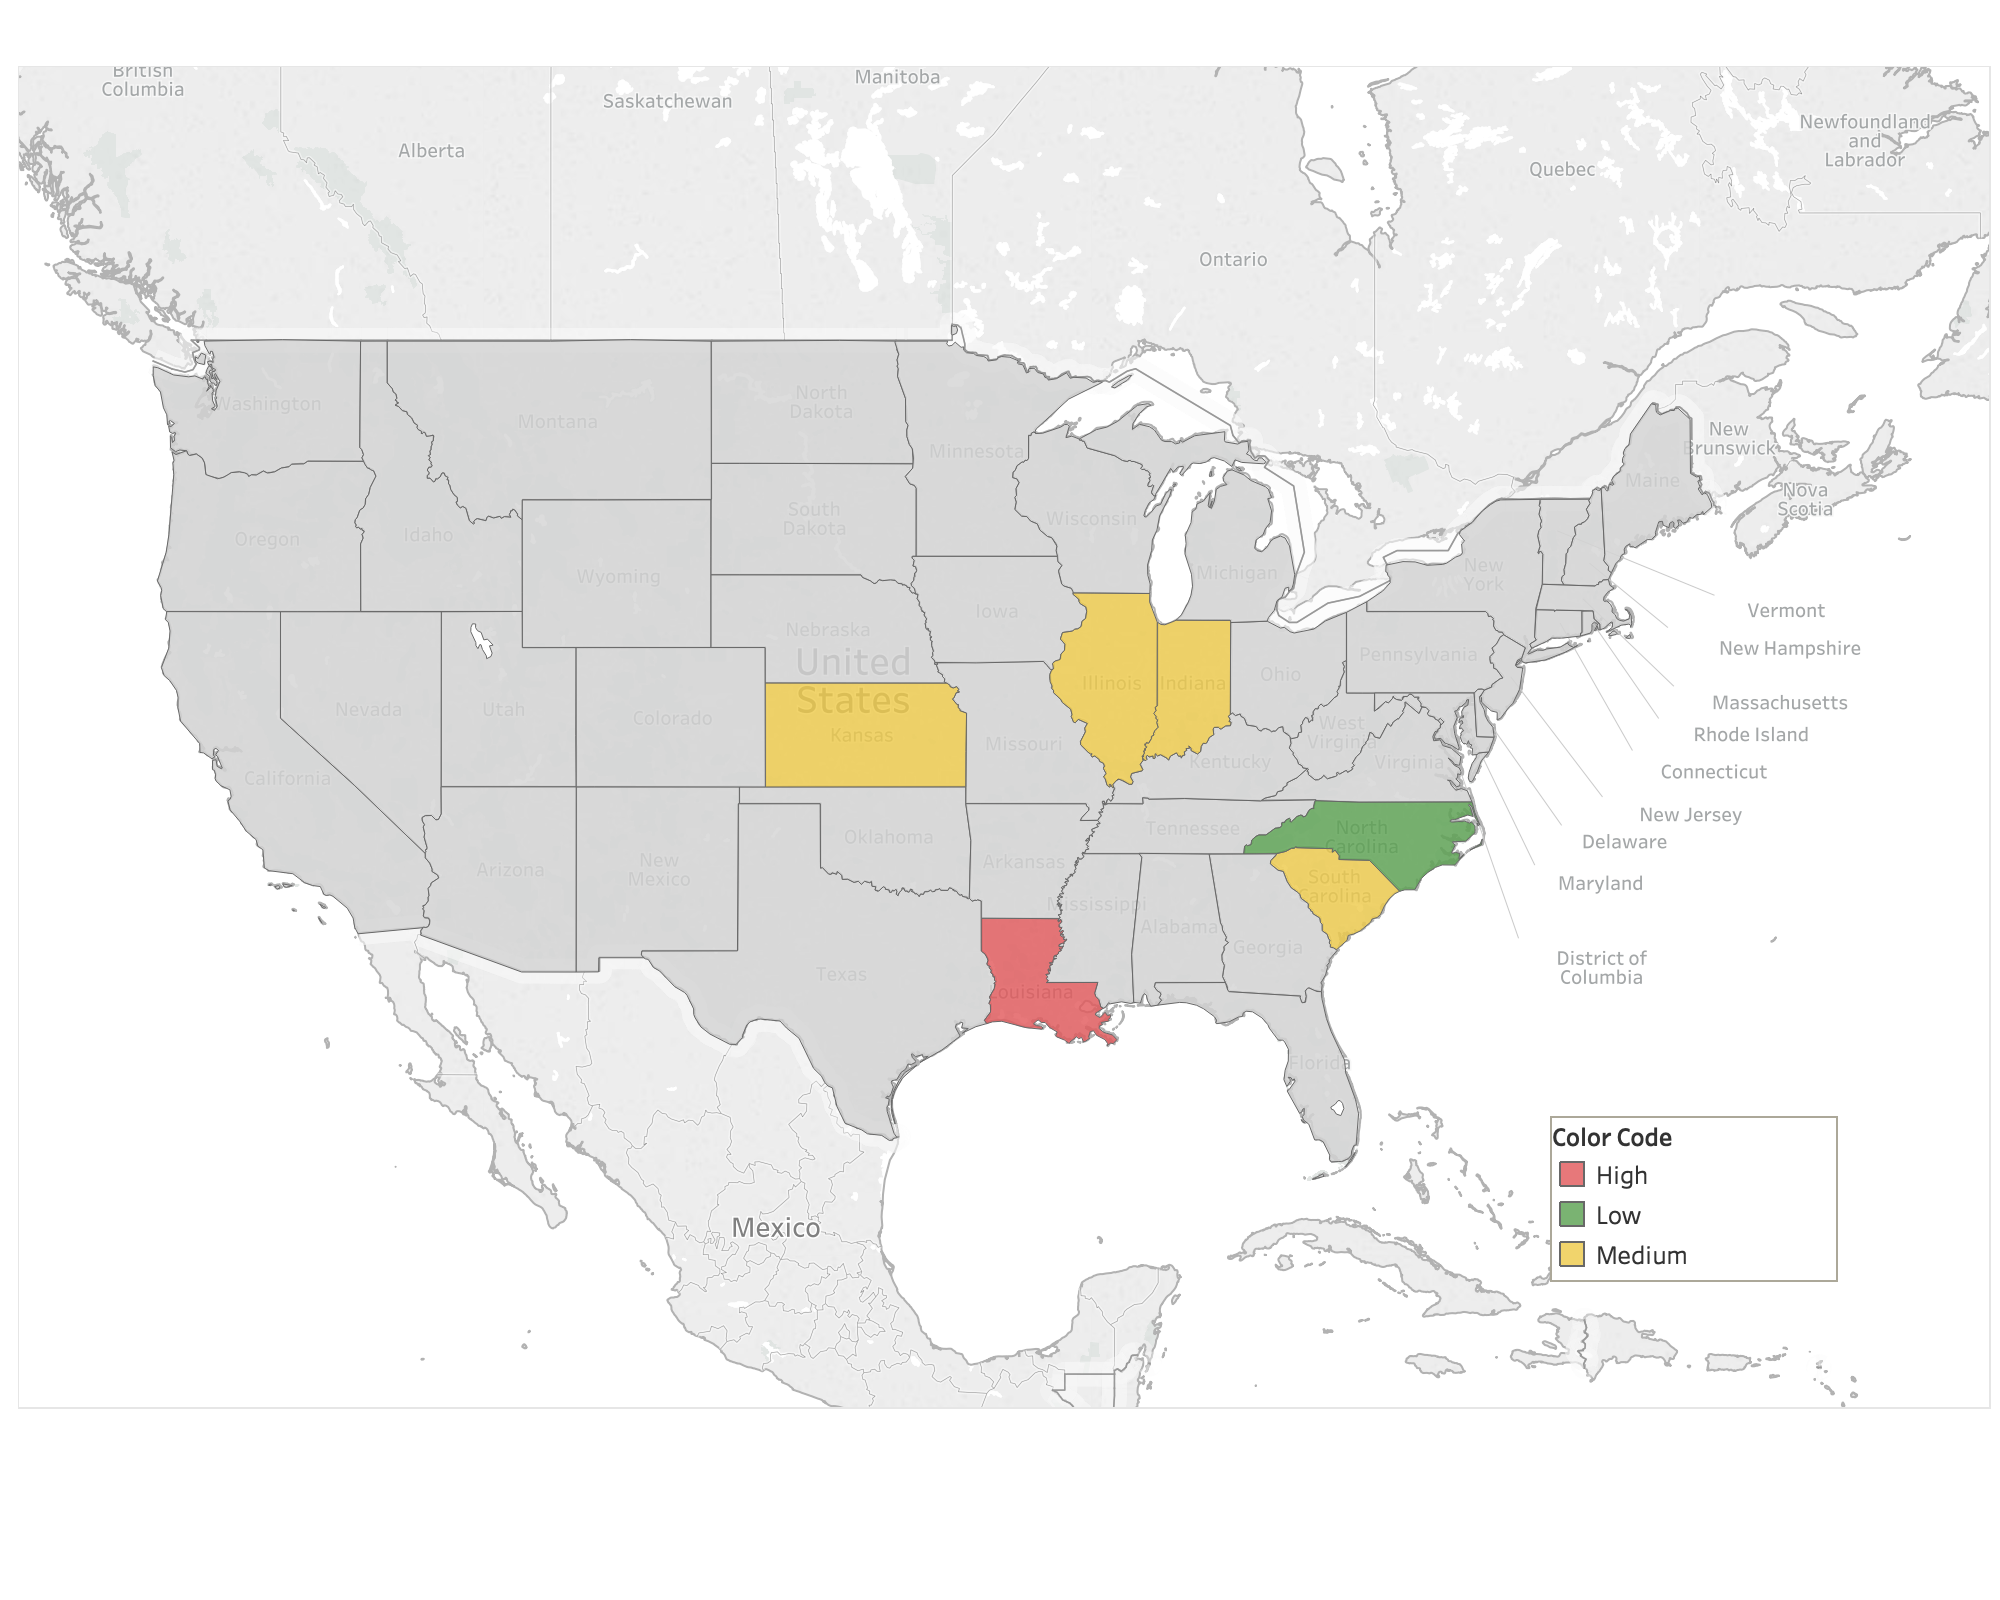 British
Columbia
Alberta
Saskatchewan
Manitoba
Ontario
Quebec
Newfoundland
and
Labrador
Washington
Montana
North
Dakota
Minnesota
Maine
New
Brunswick
Nova
Scotia
Oregon
Idaho
South
Dakota
Wisconsin
Wyoming
Michigan
New
York
Iowa
Vermont
Nebraska
New Hampshire
United
States
Illinois
Indiana
Ohio
Pennsylvania
Massachusetts
Nevada
Utah
Colorado
Kansas
Missouri
West
Virginia
Rhode Island
California
Kentucky
Virginia
Connecticut
New Jersey
Oklahoma
Tennessee
North
Carolina
Delaware
Arizona
New
Mexico
Arkansas
South
Carolina
Maryland
Mississippi
Alabama
Georgia
Texas
Louisiana
District of
Columbia
Florida
Mexico
Color Code
High
Low
Medium